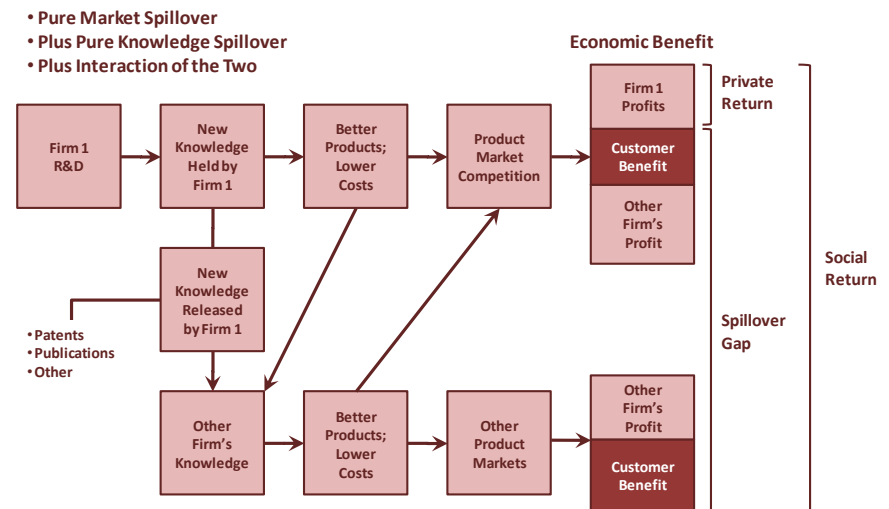 • Pure Market Spillover
• Plus Pure Knowledge Spillover
• Plus Interaction of the Two
Economic Benefit
Firm 1
R&D
New
Knowledge
Held by
Firm 1
Better
Products;
Lower
Costs
Product
Market
Competition
Firm 1
Profits
Customer
Benefit
Other
Firm's
Profit
Private
Return
New
Knowledge
Released
by Firm 1
• Patents
• Publications
• Other
Spillover
Gap
Social
Return
Other
Firm's
Knowledge
Better
Products;
Lower
Costs
Other
Product
Markets
Other
Firm's
Profit
Customer
Benefit